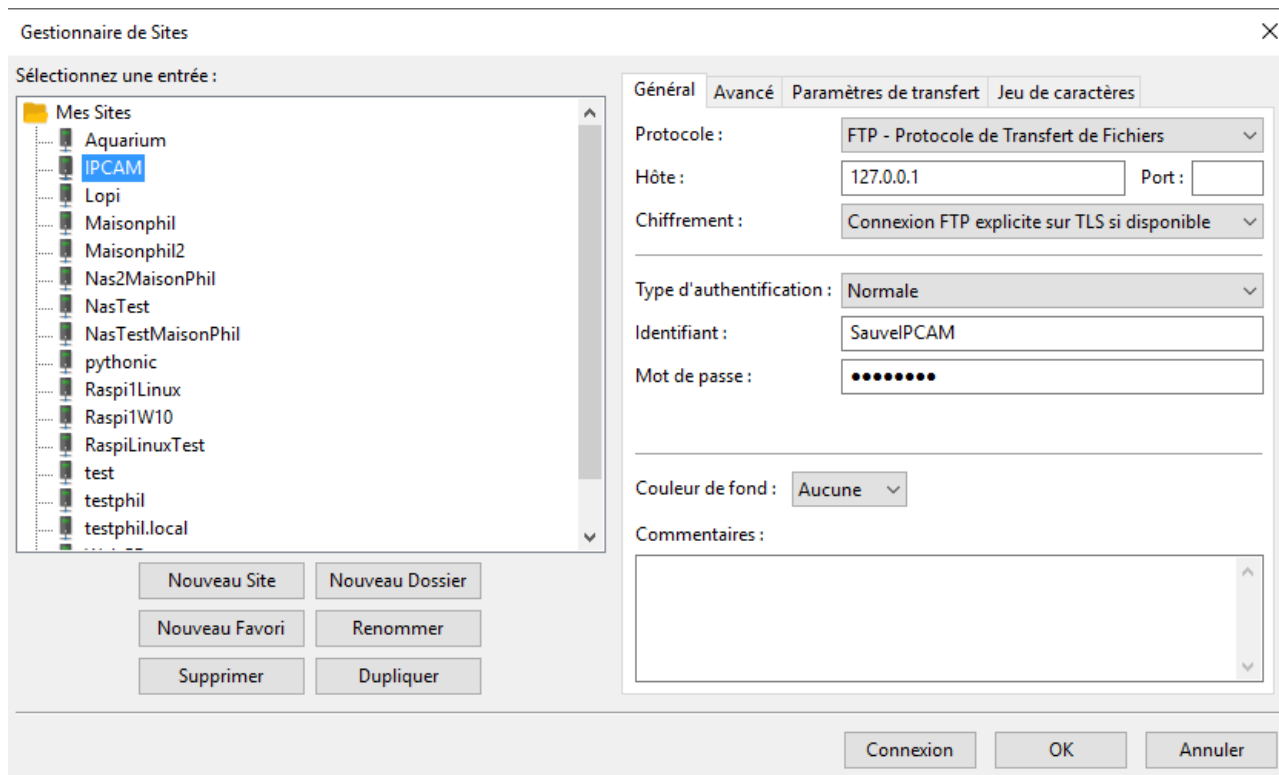 Gestionnaire de Sites
Sélectionnez une entrée :
Mes Sites
Aquarium
IPCAM
Lopi
Maisonphil
Maisonphil2
Nas2MaisonPhil
NasTest
NasTestMaisonPhil
pythonic
Raspi1Linux
Raspi1W10
RaspiLinuxTest
test
testphil
testphil.local
Nouveau Site Nouveau Dossier
Nouveau Favori Renommer
Supprimer Dupliquer
Général Avancé Paramètres de transfert Jeu de caractères
Protocole : FTP - Protocole de Transfert de Fichiers
Hôte : 127.0.0.1 Port :
Chiffrement : Connexion FTP explicite sur TLS si disponible
Type d'authentification : Normale
Identifiant : SauveIPCAM
Mot de passe : ●●●●●●●●
Couleur de fond : Aucune
Commentaires :
Connexion OK Annuler